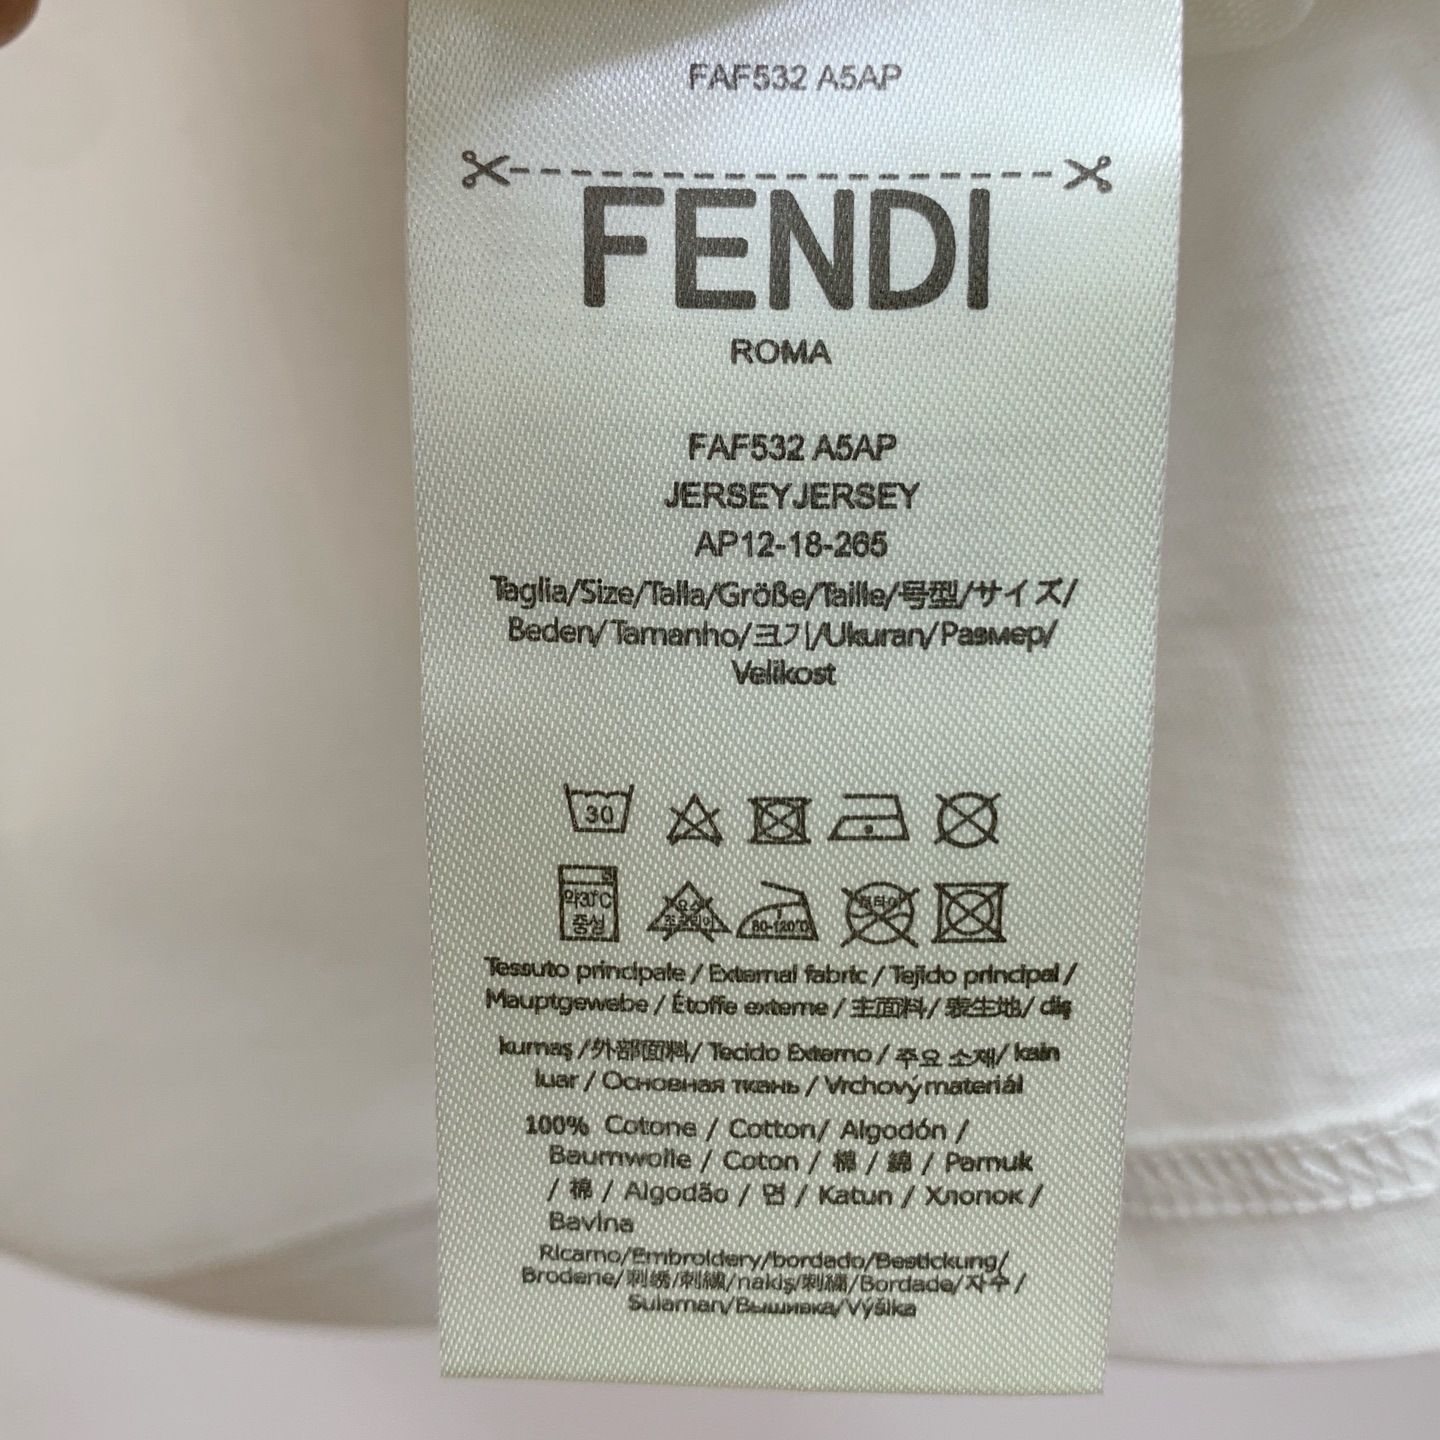 FAF532 A5AP
FENDI
ROMA
FAF532 A5AP
JERSEYJERSEY
AP12-18-265
Taglia/Size/Talla/Größe/Taille/号型/サイズ/
Beden/Tamanho/크기/Ukuran/Размер/
Velikost
30
약30°C
중성
80-120°C
Tessuto principale / External fabric / Tejido principal /
Mauptgewebe / Étoffe externe / 主面料/ 表生地/ diş
kumaş /外部面料/ Tecido Externo / 주요 소재/ kain
luar / Основная ткань / Vrchový materiál
100% Cotone / Cotton/ Algodón /
Baumwolle / Coton / 棉 / 綿 / Pamuk
/ 棉 / Algodão / 면 / Katun / Хлопок /
Bavlna
Ricamo/Embroidery/bordado/Bestickung/
Broderie/刺绣/刺繍/nakiş/刺繡/Bordade/자수/
Sulaman/Вышивка/Výšika